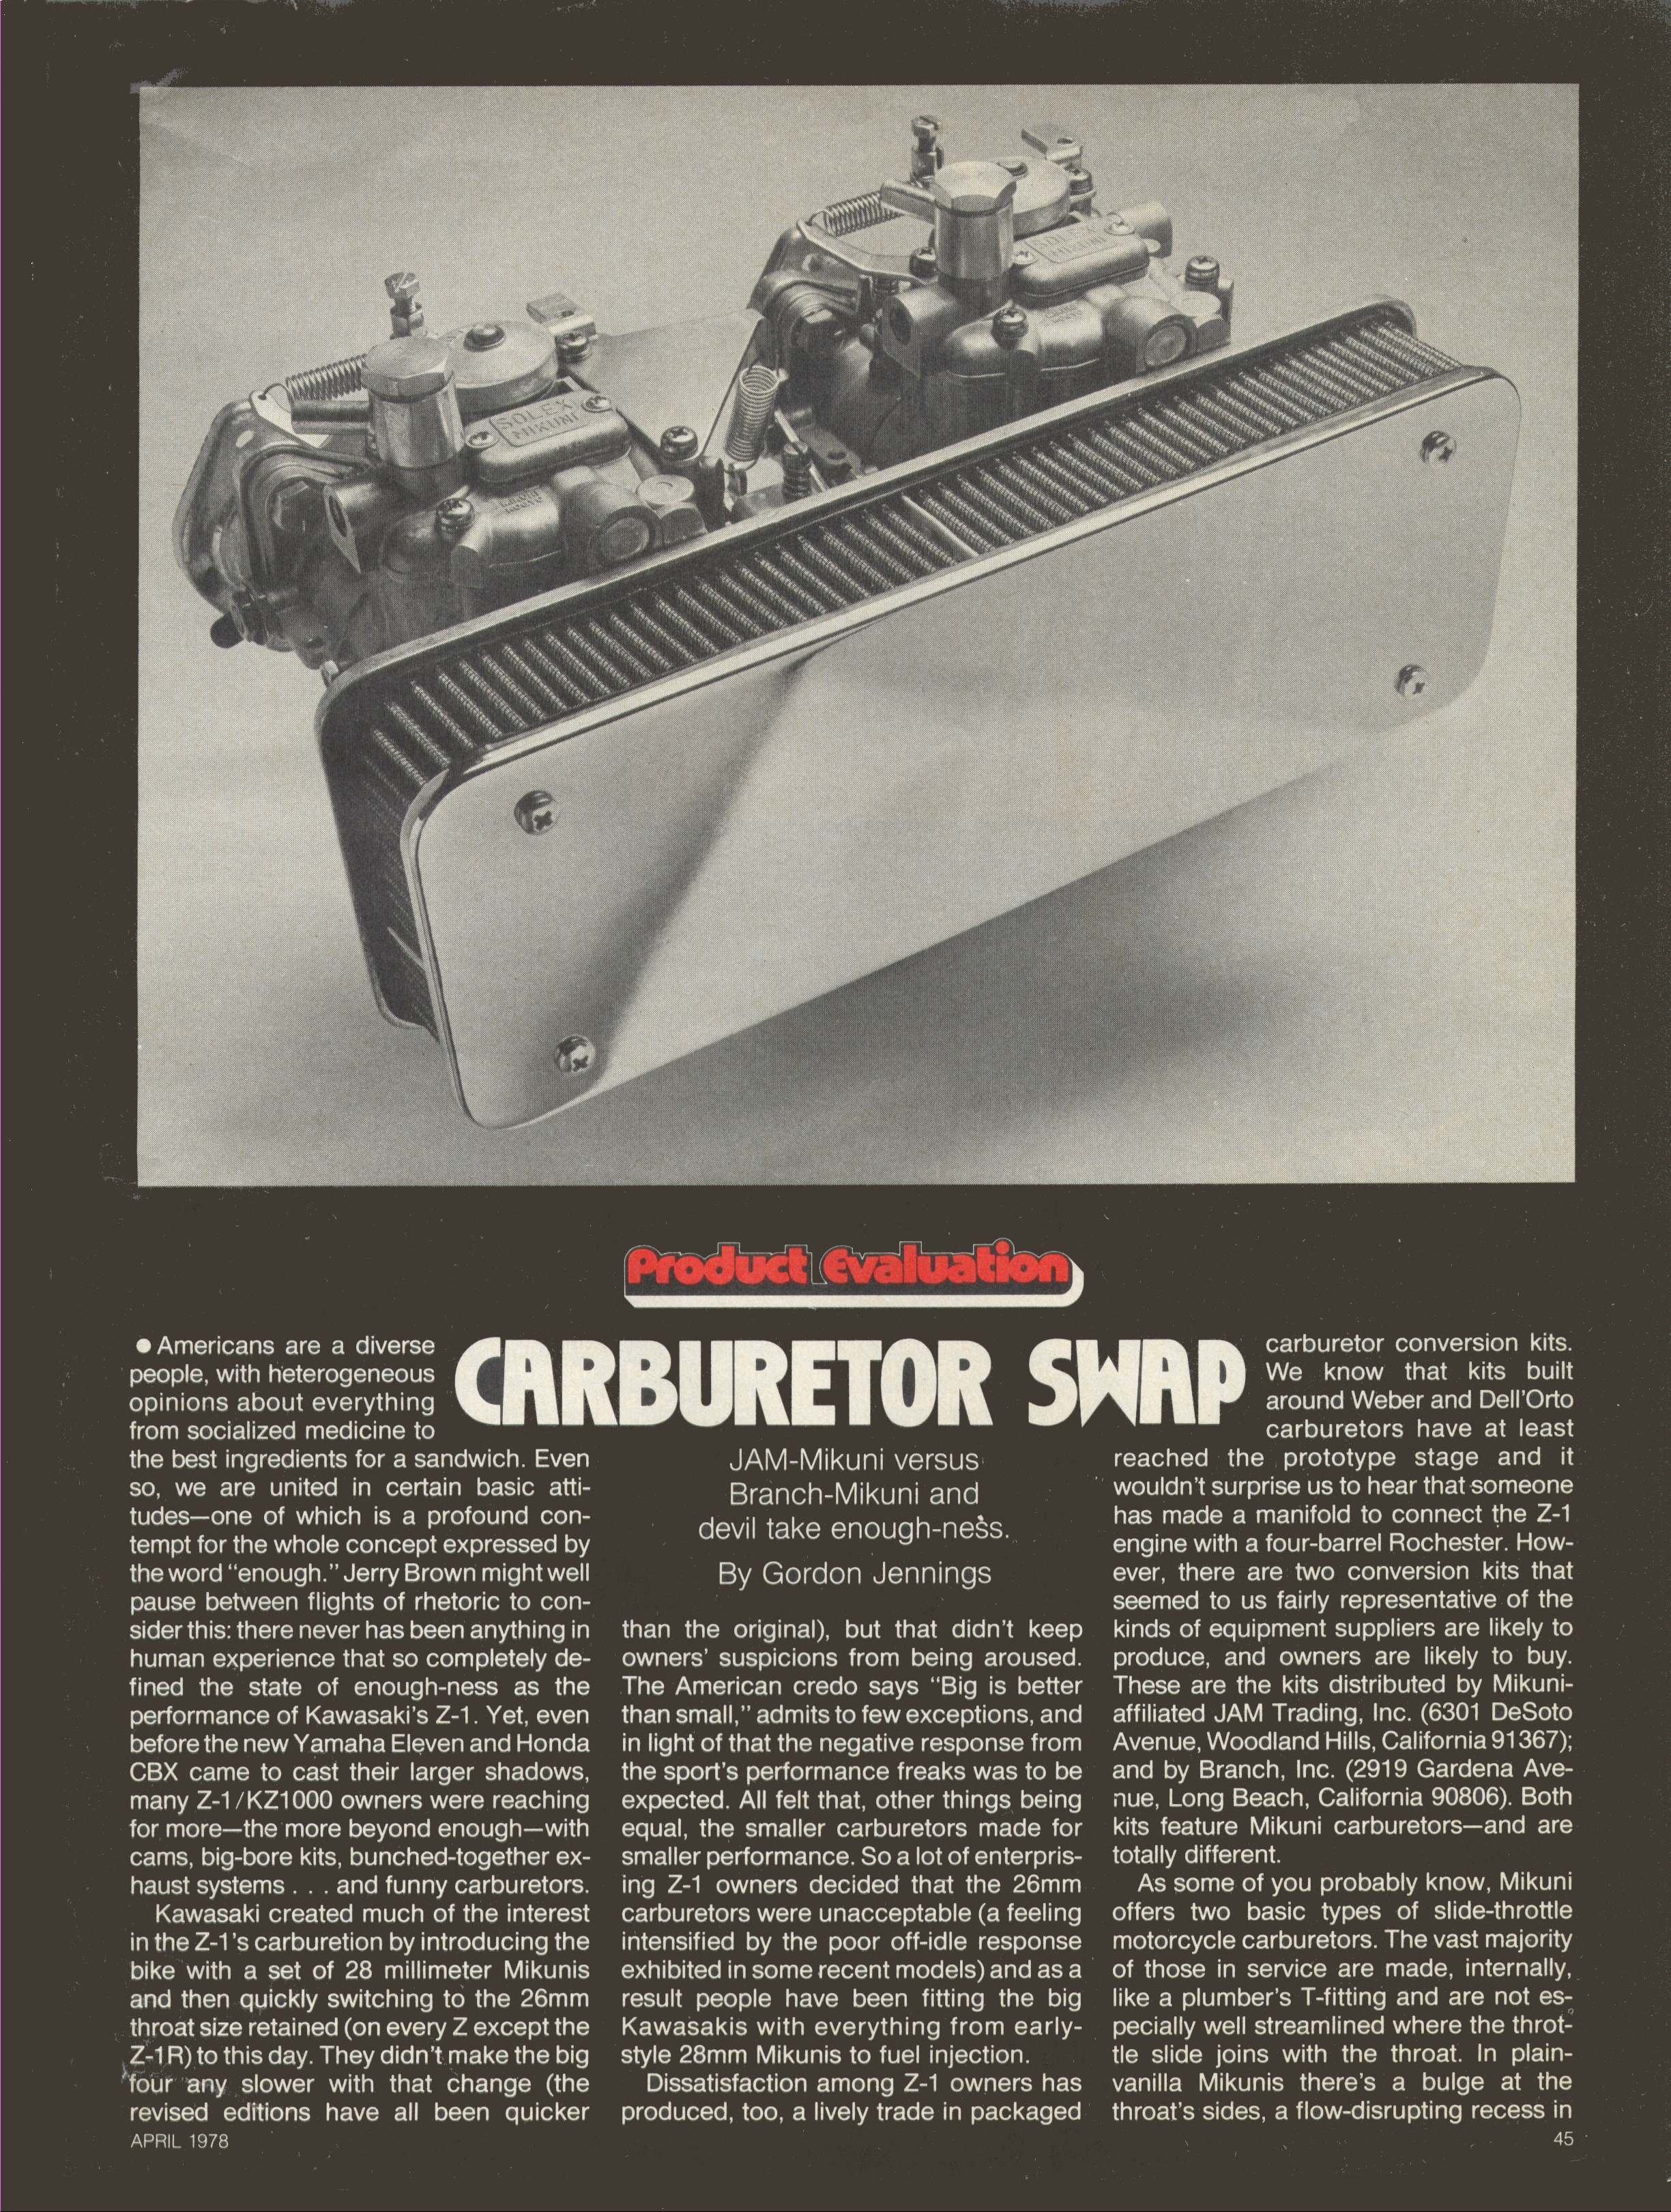 SOLEX
MIKUNI
SOLEX
MIKUNI
Product Evaluation
CARBURETOR SWAP
JAM-Mikuni versus
Branch-Mikuni and
devil take enough-ness.
By Gordon Jennings
● Americans are a diverse
people, with heterogeneous
opinions about everything
from socialized medicine to
the best ingredients for a sandwich. Even
so, we are united in certain basic atti-
tudes—one of which is a profound con-
tempt for the whole concept expressed by
the word "enough." Jerry Brown might well
pause between flights of rhetoric to con-
sider this: there never has been anything in
human experience that so completely de-
fined the state of enough-ness as the
performance of Kawasaki's Z-1. Yet, even
before the new Yamaha Eleven and Honda
CBX came to cast their larger shadows,
many Z-1/KZ1000 owners were reaching
for more—the more beyond enough—with
cams, big-bore kits, bunched-together ex-
haust systems . . . and funny carburetors.
Kawasaki created much of the interest
in the Z-1's carburetion by introducing the
bike with a set of 28 millimeter Mikunis
and then quickly switching to the 26mm
throat size retained (on every Z except the
Z-1R) to this day. They didn't make the big
four any slower with that change (the
revised editions have all been quicker
than the original), but that didn't keep
owners' suspicions from being aroused.
The American credo says "Big is better
than small," admits to few exceptions, and
in light of that the negative response from
the sport's performance freaks was to be
expected. All felt that, other things being
equal, the smaller carburetors made for
smaller performance. So a lot of enterpris-
ing Z-1 owners decided that the 26mm
carburetors were unacceptable (a feeling
intensified by the poor off-idle response
exhibited in some recent models) and as a
result people have been fitting the big
Kawasakis with everything from early-
style 28mm Mikunis to fuel injection.
Dissatisfaction among Z-1 owners has
produced, too, a lively trade in packaged
carburetor conversion kits.
We know that kits built
around Weber and Dell'Orto
carburetors have at least
reached the prototype stage and it
wouldn't surprise us to hear that someone
has made a manifold to connect the Z-1
engine with a four-barrel Rochester. How-
ever, there are two conversion kits that
seemed to us fairly representative of the
kinds of equipment suppliers are likely to
produce, and owners are likely to buy.
These are the kits distributed by Mikuni-
affiliated JAM Trading, Inc. (6301 DeSoto
Avenue, Woodland Hills, California 91367);
and by Branch, Inc. (2919 Gardena Ave-
nue, Long Beach, California 90806). Both
kits feature Mikuni carburetors—and are
totally different.
As some of you probably know, Mikuni
offers two basic types of slide-throttle
motorcycle carburetors. The vast majority
of those in service are made, internally,
like a plumber's T-fitting and are not es-
pecially well streamlined where the throt-
tle slide joins with the throat. In plain-
vanilla Mikunis there's a bulge at the
throat's sides, a flow-disrupting recess in
APRIL 1978
45